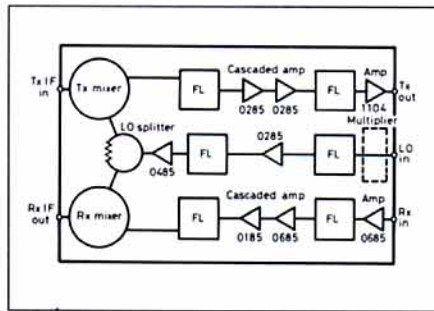 Tx IF in
Tx mixer
FL
Cascaded amp
0285 0285
FL
Amp
1104
Tx out
LO splitter
0485
FL
0285
FL
Multiplier
LO in
Rx IF out
Rx mixer
FL
Cascaded amp
0185 0685
FL
Amp
0685
Rx in